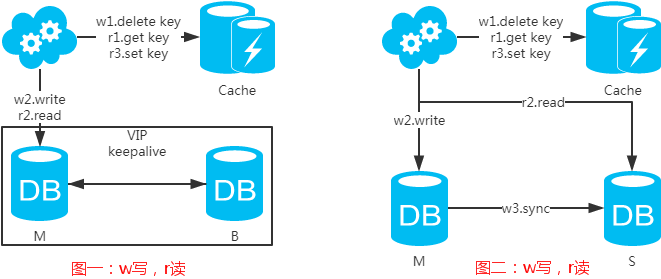 w1.delete key
r1.get key
r3.set key
Cache
w2.write
r2.read
VIP
keepalive
DB
DB
M
B
图一：w写，r读
w1.delete key
r1.get key
r3.set key
Cache
r2.read
w2.write
DB
w3.sync
DB
M
S
图二：w写，r读